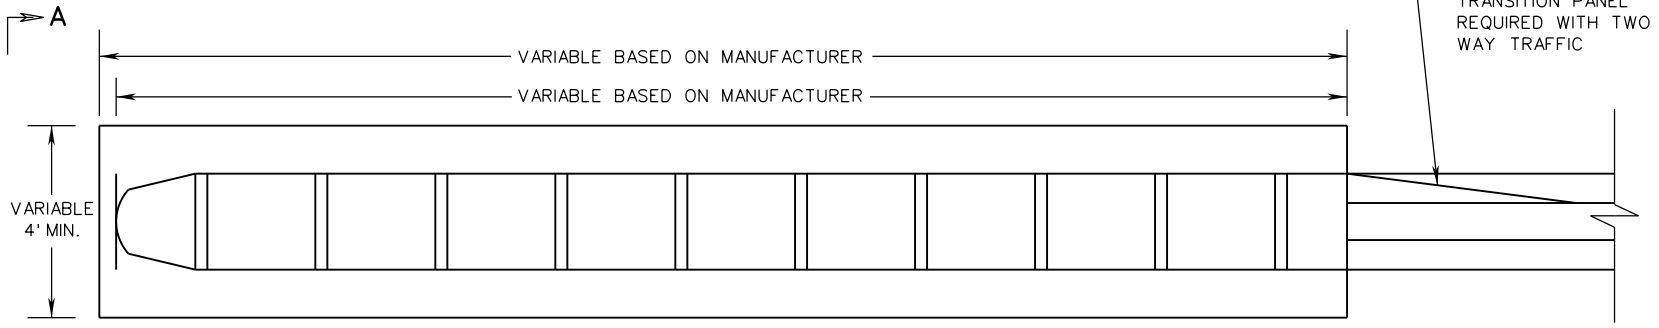 A
TRANSITION PANEL
REQUIRED WITH TWO
WAY TRAFFIC
VARIABLE BASED ON MANUFACTURER
VARIABLE BASED ON MANUFACTURER
VARIABLE
4' MIN.